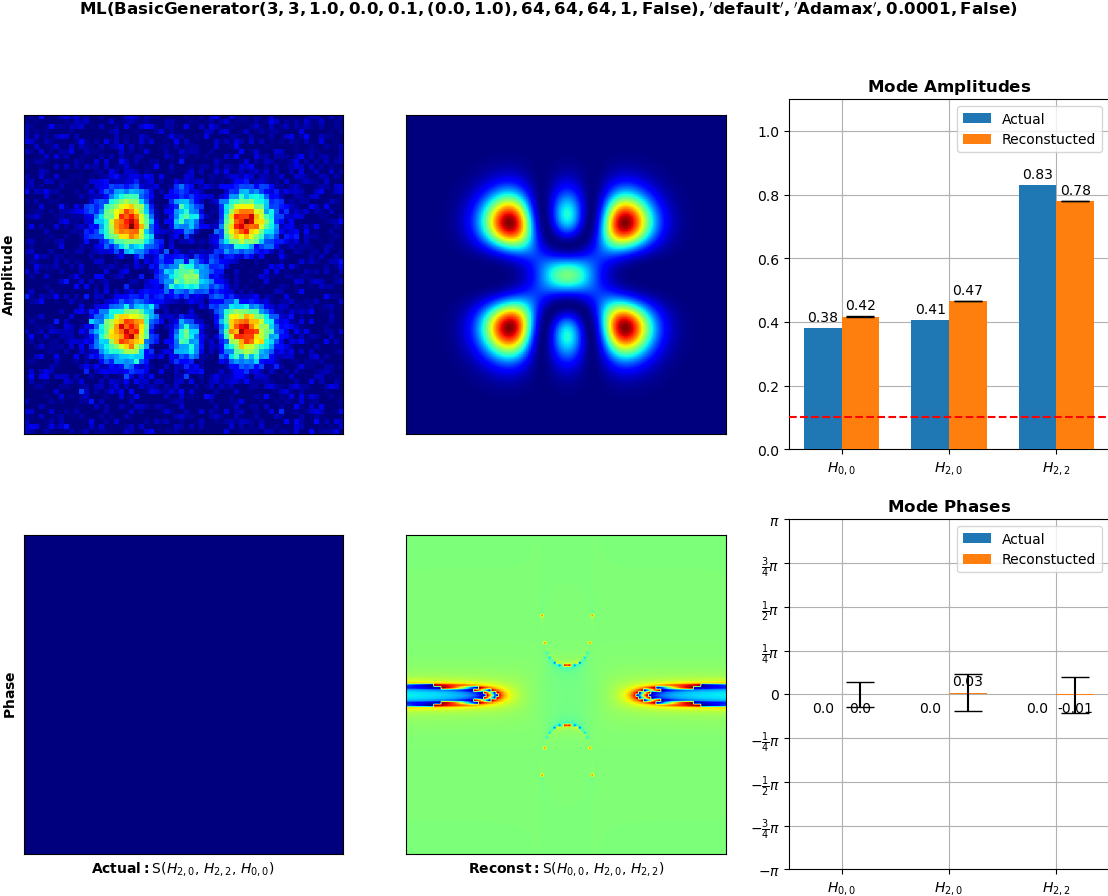 ML(BasicGenerator(3, 3, 1.0, 0.0, 0.1, (0.0, 1.0), 64, 64, 64, 1, False), 'default', 'Adamax', 0.0001, False)
Amplitude
Mode Amplitudes
Actual
Reconstucted
1.0
0.8
0.6
0.4
0.2
0.0
0.38
0.42
0.41
0.47
0.83
0.78
H0,0
H2,0
H2,2
Phase
Actual: S(H2,0, H2,2, H0,0)
Reconst: S(H0,0, H2,0, H2,2)
Mode Phases
Actual
Reconstucted
π
3/4π
1/2π
1/4π
0
−1/4π
−1/2π
−3/4π
−π
0.0
0.0
0.0
0.03
0.0
-0.01
H0,0
H2,0
H2,2